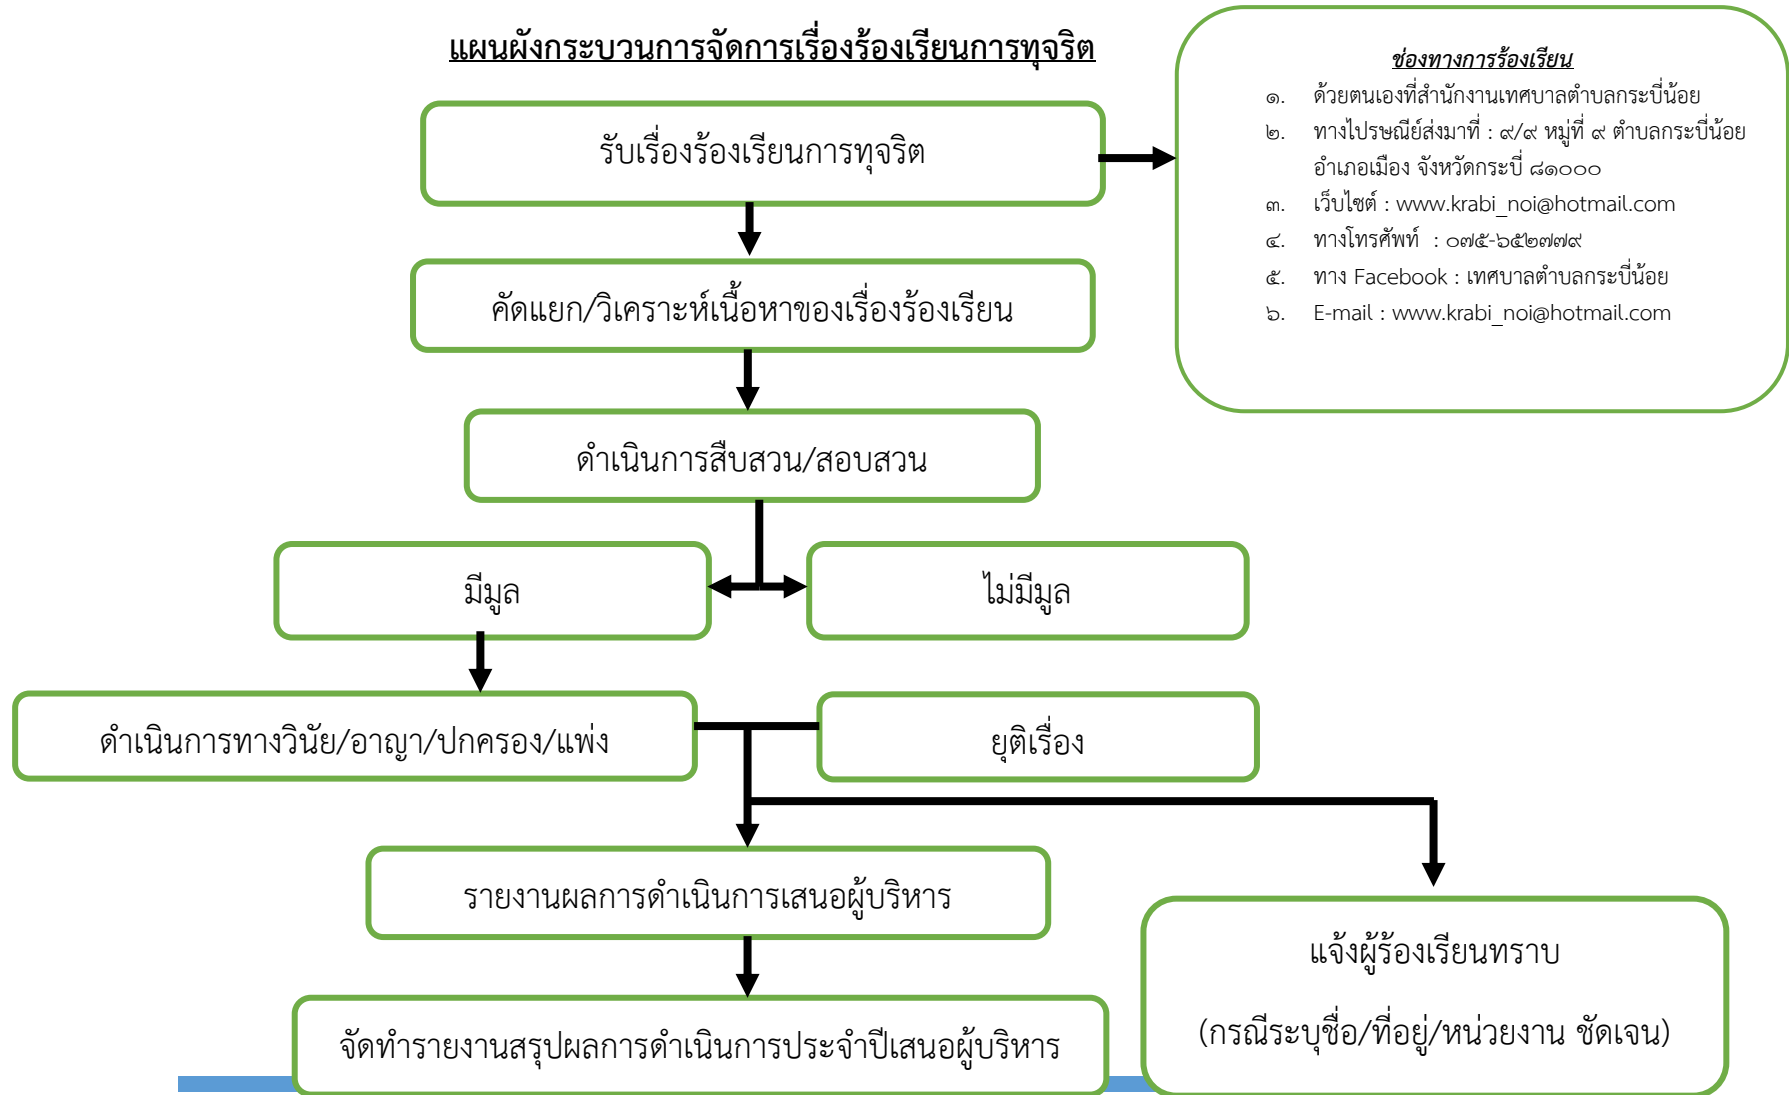 แผนผังกระบวนการจัดการเรื่องร้องเรียนการทุจริต
ช่องทางการร้องเรียน
๑. ด้วยตนเองที่สำนักงานเทศบาลตำบลกระบี่น้อย
๒. ทางไปรษณีย์ส่งมาที่ : ๙/๙ หมู่ที่ ๙ ตำบลกระบี่น้อย
อำเภอเมือง จังหวัดกระบี่ ๘๑๐๐๐
๓. เว็บไซต์ : www.krabi_noi@hotmail.com
๔. ทางโทรศัพท์ : ๐๗๕-๖๕๒๗๗๙
๕. ทาง Facebook : เทศบาลตำบลกระบี่น้อย
๖. E-mail : www.krabi_noi@hotmail.com
รับเรื่องร้องเรียนการทุจริต
คัดแยก/วิเคราะห์เนื้อหาของเรื่องร้องเรียน
ดำเนินการสืบสวน/สอบสวน
มีมูล
ไม่มีมูล
ดำเนินการทางวินัย/อาญา/ปกครอง/แพ่ง
ยุติเรื่อง
รายงานผลการดำเนินการเสนอผู้บริหาร
แจ้งผู้ร้องเรียนทราบ
(กรณีระบุชื่อ/ที่อยู่/หน่วยงาน ชัดเจน)
จัดทำรายงานสรุปผลการดำเนินการประจำปีเสนอผู้บริหาร